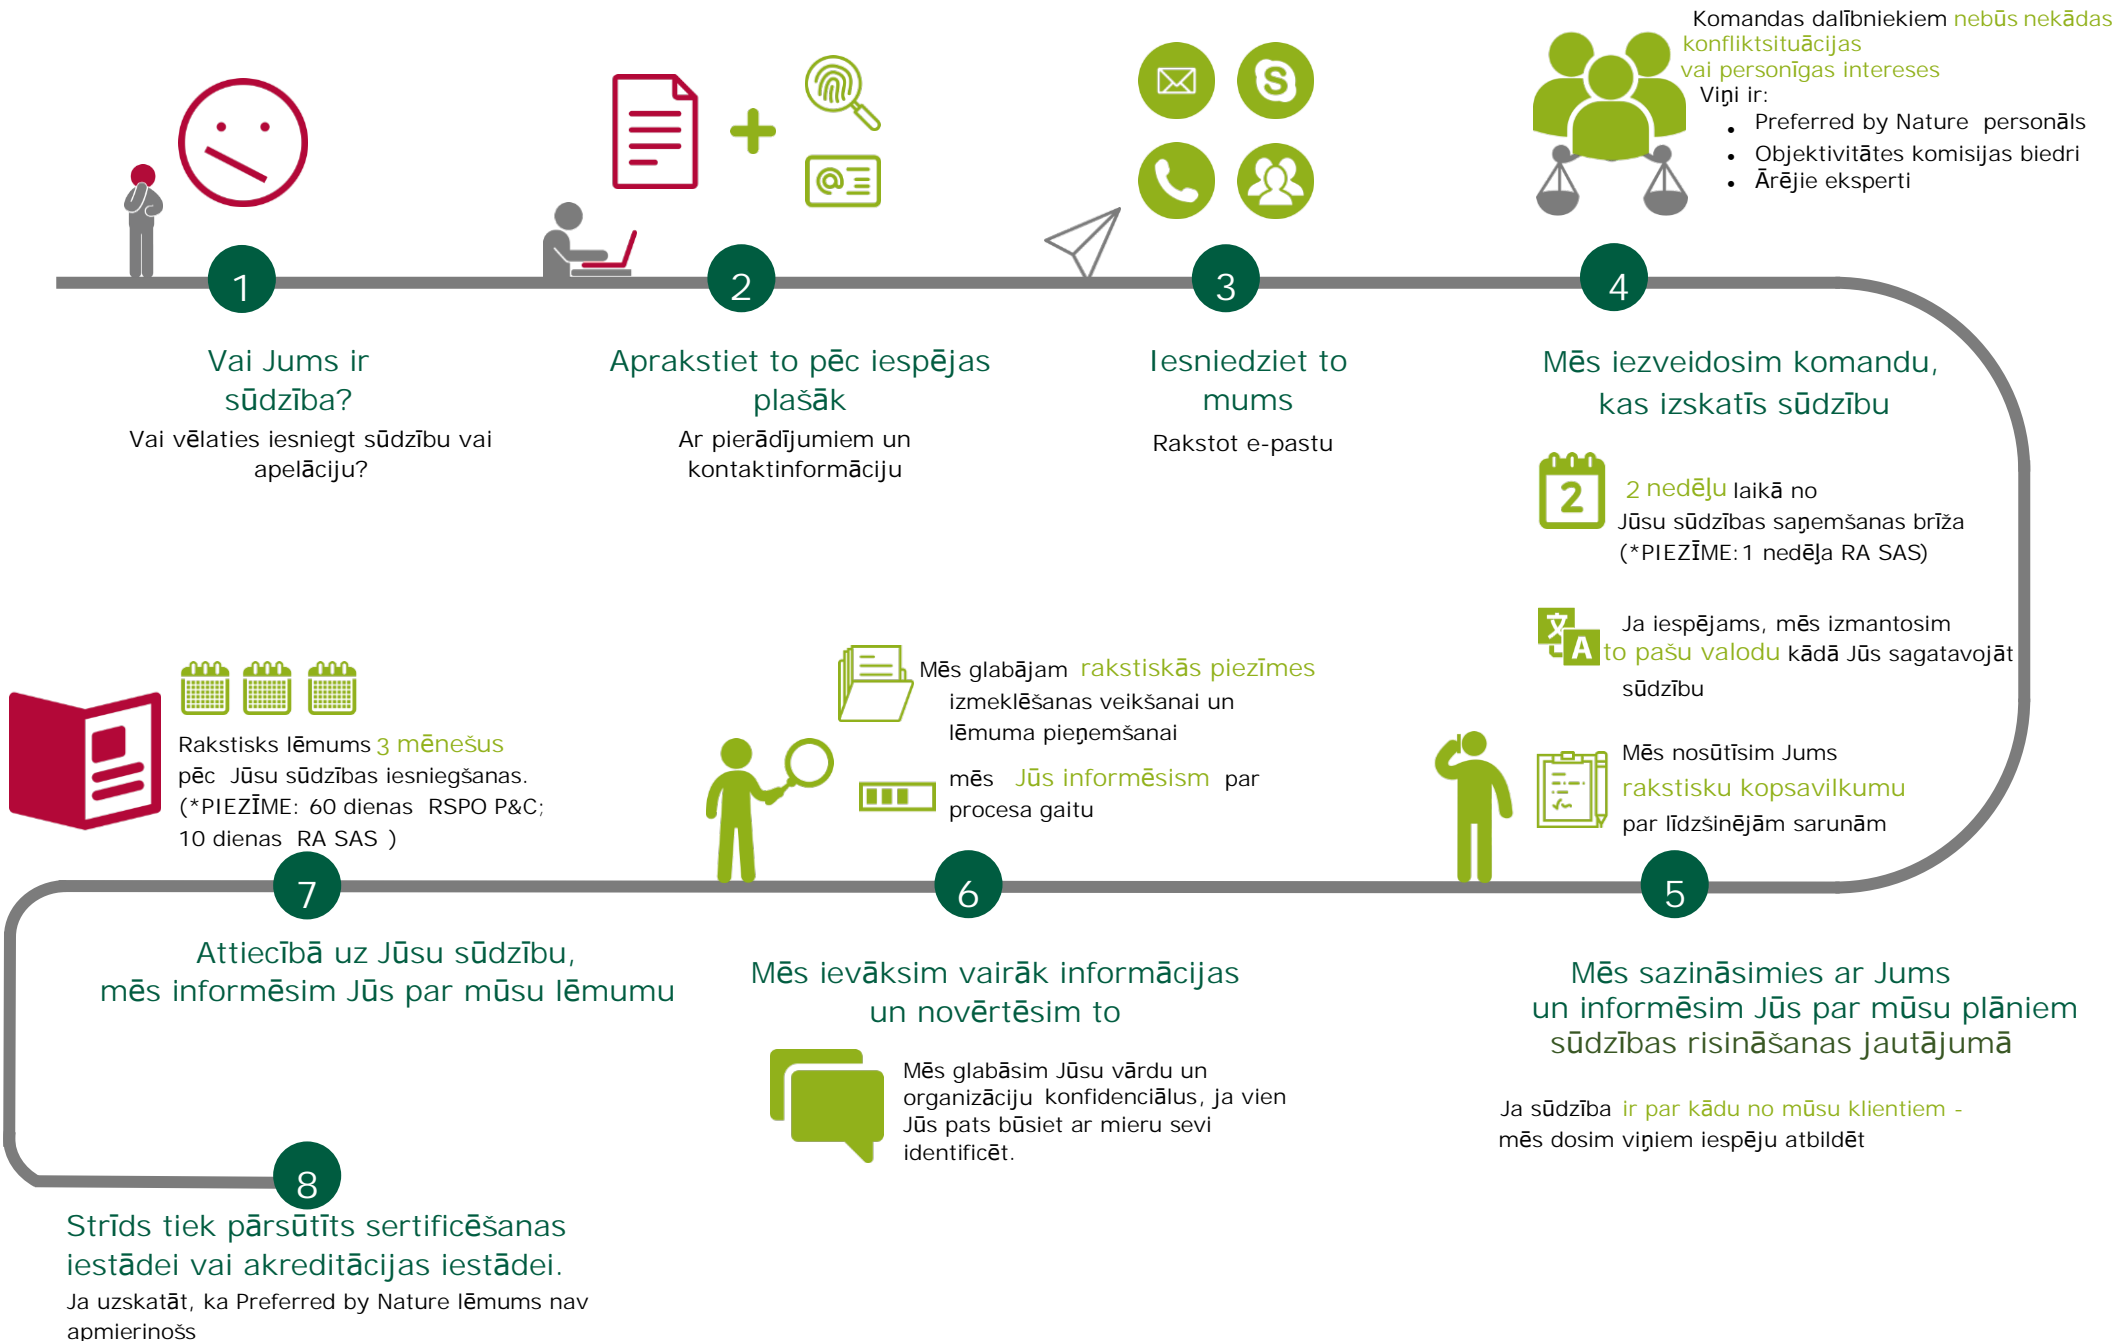 Komandas dalībniekiem nebūs nekādas
konfliktsituācijas
vai personīgas intereses
Viņi ir:
• Preferred by Nature personāls
• Objektivitātes komisijas biedri
• Ārējie eksperti
1
Vai Jums ir
sūdzība?
Vai vēlaties iesniegt sūdzību vai
apelāciju?
2
Aprakstiet to pēc iespējas
plašāk
Ar pierādījumiem un
kontaktinformāciju
3
Iesniedziet to
mums
Rakstot e-pastu
4
Mēs iezveidosim komandu,
kas izskatīs sūdzību
2
2 nedēļu laikā no
Jūsu sūdzības saņemšanas brīža
(*PIEZĪME: 1 nedēļa RA SAS)
文
A
Ja iespējams, mēs izmantosim
to pašu valodu kādā Jūs sagatavojāt
sūdzību
Mēs nosūtīsim Jums
rakstisku kopsavilkumu
par līdzšinējām sarunām
5
Mēs sazināsimies ar Jums
un informēsim Jūs par mūsu plāniem
sūdzības risināšanas jautājumā
Ja sūdzība ir par kādu no mūsu klientiem -
mēs dosim viņiem iespēju atbildēt
Mēs glabājam rakstiskās piezīmes
izmeklēšanas veikšanai un
lēmuma pieņemšanai
mēs Jūs informēsism par
procesa gaitu
6
Mēs ievāksim vairāk informācijas
un novērtēsim to
Mēs glabāsim Jūsu vārdu un
organizāciju konfidenciālus, ja vien
Jūs pats būsiet ar mieru sevi
identificēt.
Rakstisks lēmums 3 mēnešus
pēc Jūsu sūdzības iesniegšanas.
(*PIEZĪME: 60 dienas RSPO P&C;
10 dienas RA SAS )
7
Attiecībā uz Jūsu sūdzību,
mēs informēsim Jūs par mūsu lēmumu
8
Strīds tiek pārsūtīts sertificēšanas
iestādei vai akreditācijas iestādei.
Ja uzskatāt, ka Preferred by Nature lēmums nav
apmierinošs